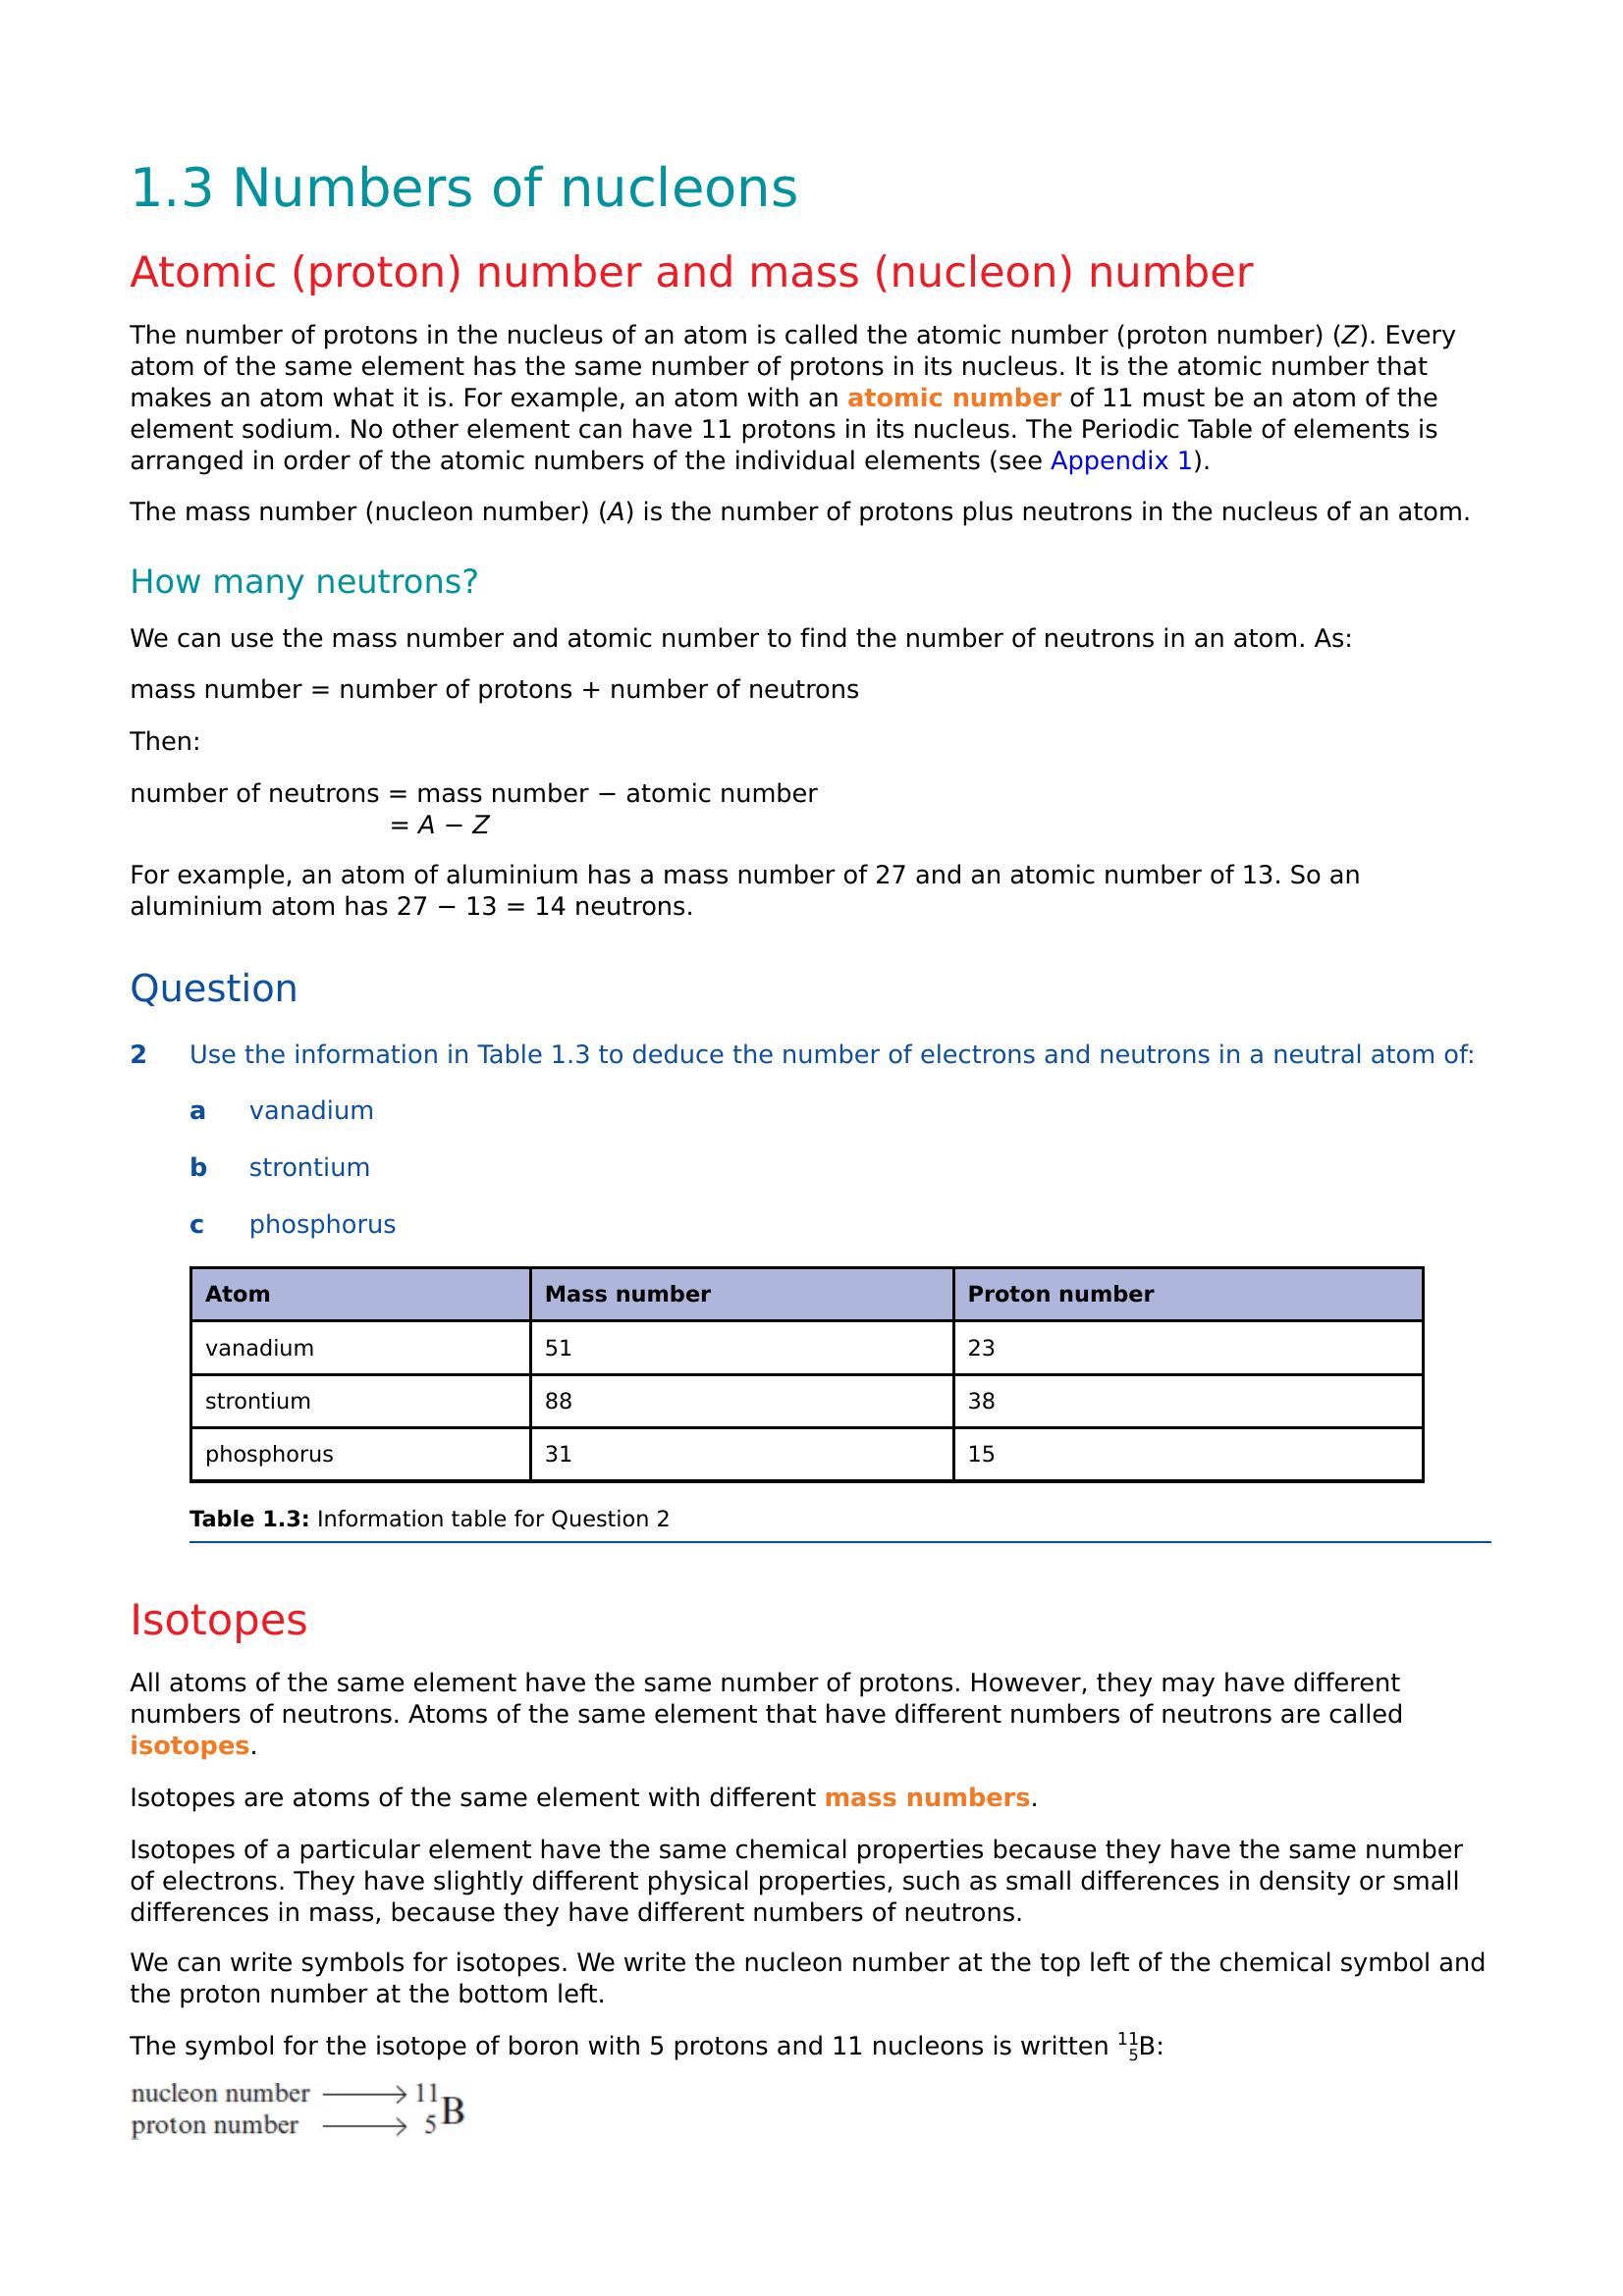 1.3 Numbers of nucleons
Atomic (proton) number and mass (nucleon) number
The number of protons in the nucleus of an atom is called the atomic number (proton number) (Z). Every
atom of the same element has the same number of protons in its nucleus. It is the atomic number that
makes an atom what it is. For example, an atom with an atomic number of 11 must be an atom of the
element sodium. No other element can have 11 protons in its nucleus. The Periodic Table of elements is
arranged in order of the atomic numbers of the individual elements (see Appendix 1).
The mass number (nucleon number) (A) is the number of protons plus neutrons in the nucleus of an atom.
How many neutrons?
We can use the mass number and atomic number to find the number of neutrons in an atom. As:
mass number = number of protons + number of neutrons
Then:
number of neutrons = mass number − atomic number
= A − Z
For example, an atom of aluminium has a mass number of 27 and an atomic number of 13. So an
aluminium atom has 27 − 13 = 14 neutrons.
Question
2 Use the information in Table 1.3 to deduce the number of electrons and neutrons in a neutral atom of:
a vanadium
b strontium
c phosphorus
Atom Mass number Proton number
vanadium 51 23
strontium 88 38
phosphorus 31 15
Table 1.3: Information table for Question 2
Isotopes
All atoms of the same element have the same number of protons. However, they may have different
numbers of neutrons. Atoms of the same element that have different numbers of neutrons are called
isotopes.
Isotopes are atoms of the same element with different mass numbers.
Isotopes of a particular element have the same chemical properties because they have the same number
of electrons. They have slightly different physical properties, such as small differences in density or small
differences in mass, because they have different numbers of neutrons.
We can write symbols for isotopes. We write the nucleon number at the top left of the chemical symbol and
the proton number at the bottom left.
The symbol for the isotope of boron with 5 protons and 11 nucleons is written ¹¹₅B:
nucleon number ⟶ 11
B
proton number ⟶ 5